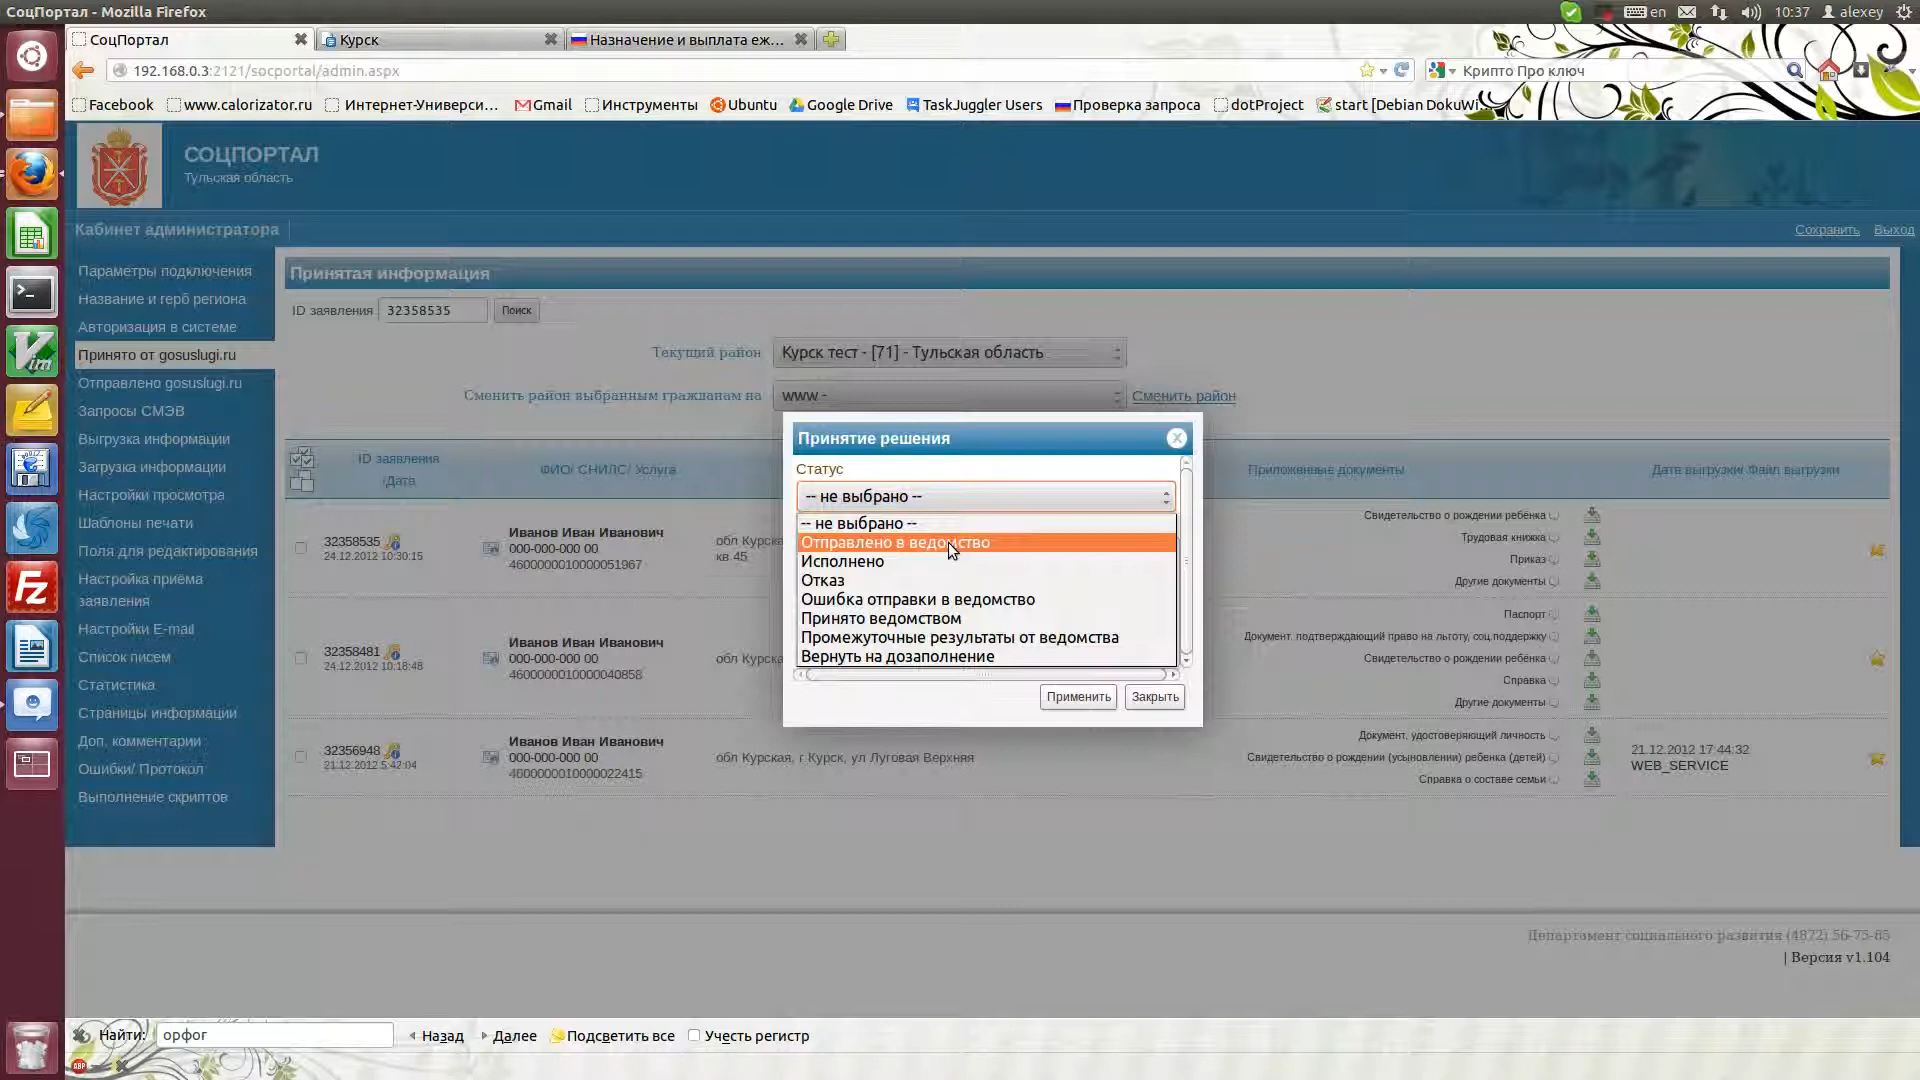 СоцПортал - Mozilla Firefox
en
10:37
alexey
СоцПортал
Курск
Назначение и выплата еж...
192.168.0.3:2121/socportal/admin.aspx
Крипто Про ключ
Facebook
www.calorizator.ru
Интернет-Универси...
Gmail
Инструменты
Ubuntu
Google Drive
TaskJuggler Users
Проверка запроса
dotProject
start [Debian DokuWi...
СОЦПОРТАЛ
Тульская область
Кабинет администратора
Сохранить
Выход
Параметры подключения
Название и герб региона
Авторизация в системе
Принято от gosuslugi.ru
Отправлено gosuslugi.ru
Запросы СМЭВ
Выгрузка информации
Загрузка информации
Настройки просмотра
Шаблоны печати
Поля для редактирования
Настройка приёма
заявления
Настройки E-mail
Список писем
Статистика
Страницы информации
Доп. комментарии
Ошибки/ Протокол
Выполнение скриптов
Принятая информация
ID заявления 32358535 Поиск
Текущий район Курск тест - [71] - Тульская область
Сменить район выбранным гражданам на www - Сменить район
ID заявления
/Дата
ФИО/ СНИЛС/ Услуга
Приложенные документы
Дата выгрузки/ Файл выгрузки
32358535
24.12.2012 10:30:15
Иванов Иван Иванович
000-000-000 00
4600000010000051967
обл Курска
кв 45
Свидетельство о рождении ребёнка
Трудовая книжка
Приказ
Другие документы
32358481
24.12.2012 10:18:48
Иванов Иван Иванович
000-000-000 00
4600000010000040858
обл Курска
Паспорт
Документ, подтверждающий право на льготу, соц.поддержку
Свидетельство о рождении ребёнка
Справка
Другие документы
32356948
21.12.2012 5:42:04
Иванов Иван Иванович
000-000-000 00
4600000010000022415
обл Курская, г Курск, ул Луговая Верхняя
Документ, удостоверяющий личность
Свидетельство о рождении (усыновлении) ребенка (детей)
Справка о составе семьи
21.12.2012 17:44:32
WEB_SERVICE
Принятие решения
Статус
-- не выбрано --
-- не выбрано --
Отправлено в ведомство
Исполнено
Отказ
Ошибка отправки в ведомство
Принято ведомством
Промежуточные результаты от ведомства
Вернуть на дозаполнение
Применить
Закрыть
Департамент социального развития (4872) 56-75-85
| Версия v1.104
Найти: орфог
Назад
Далее
Подсветить все
Учесть регистр
ABP